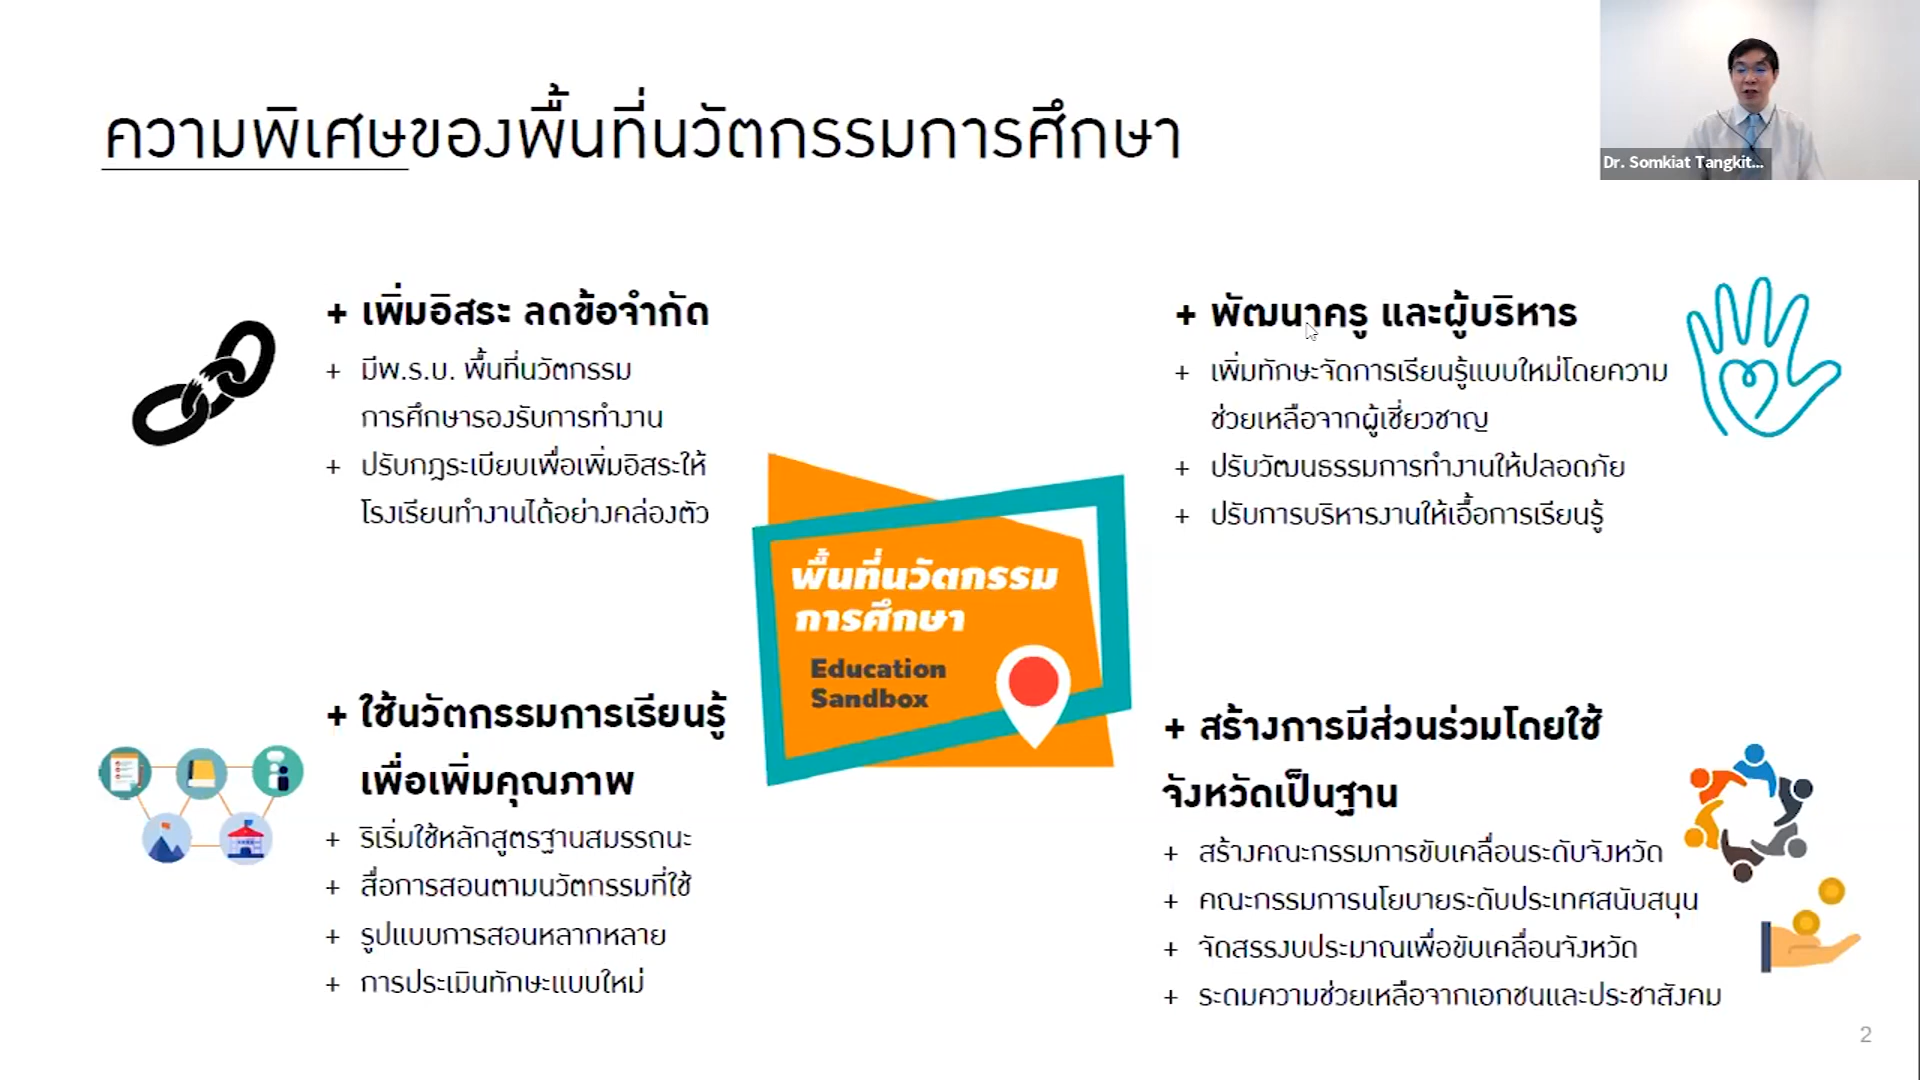 ความพิเศษของพื้นที่นวัตกรรมการศึกษา
Dr. Somkiat Tangkit...
+ เพิ่มอิสระ ลดข้อจำกัด
+ มีพ.ร.บ. พื้นที่นวัตกรรม
การศึกษารองรับการทำงาน
+ ปรับกฎระเบียบเพื่อเพิ่มอิสระให้
โรงเรียนทำงานได้อย่างคล่องตัว
+ พัฒนาครู และผู้บริหาร
+ เพิ่มทักษะจัดการเรียนรู้แบบใหม่โดยความ
ช่วยเหลือจากผู้เชี่ยวชาญ
+ ปรับวัฒนธรรมการทำงานให้ปลอดภัย
+ ปรับการบริหารงานให้เอื้อการเรียนรู้
พื้นที่นวัตกรรม
การศึกษา
Education
Sandbox
+ ใช้นวัตกรรมการเรียนรู้
เพื่อเพิ่มคุณภาพ
+ ริเริ่มใช้หลักสูตรฐานสมรรถนะ
+ สื่อการสอนตามนวัตกรรมที่ใช้
+ รูปแบบการสอนหลากหลาย
+ การประเมินทักษะแบบใหม่
+ สร้างการมีส่วนร่วมโดยใช้
จังหวัดเป็นฐาน
+ สร้างคณะกรรมการขับเคลื่อนระดับจังหวัด
+ คณะกรรมการนโยบายระดับประเทศสนับสนุน
+ จัดสรรงบประมาณเพื่อขับเคลื่อนจังหวัด
+ ระดมความช่วยเหลือจากเอกชนและประชาสังคม
2